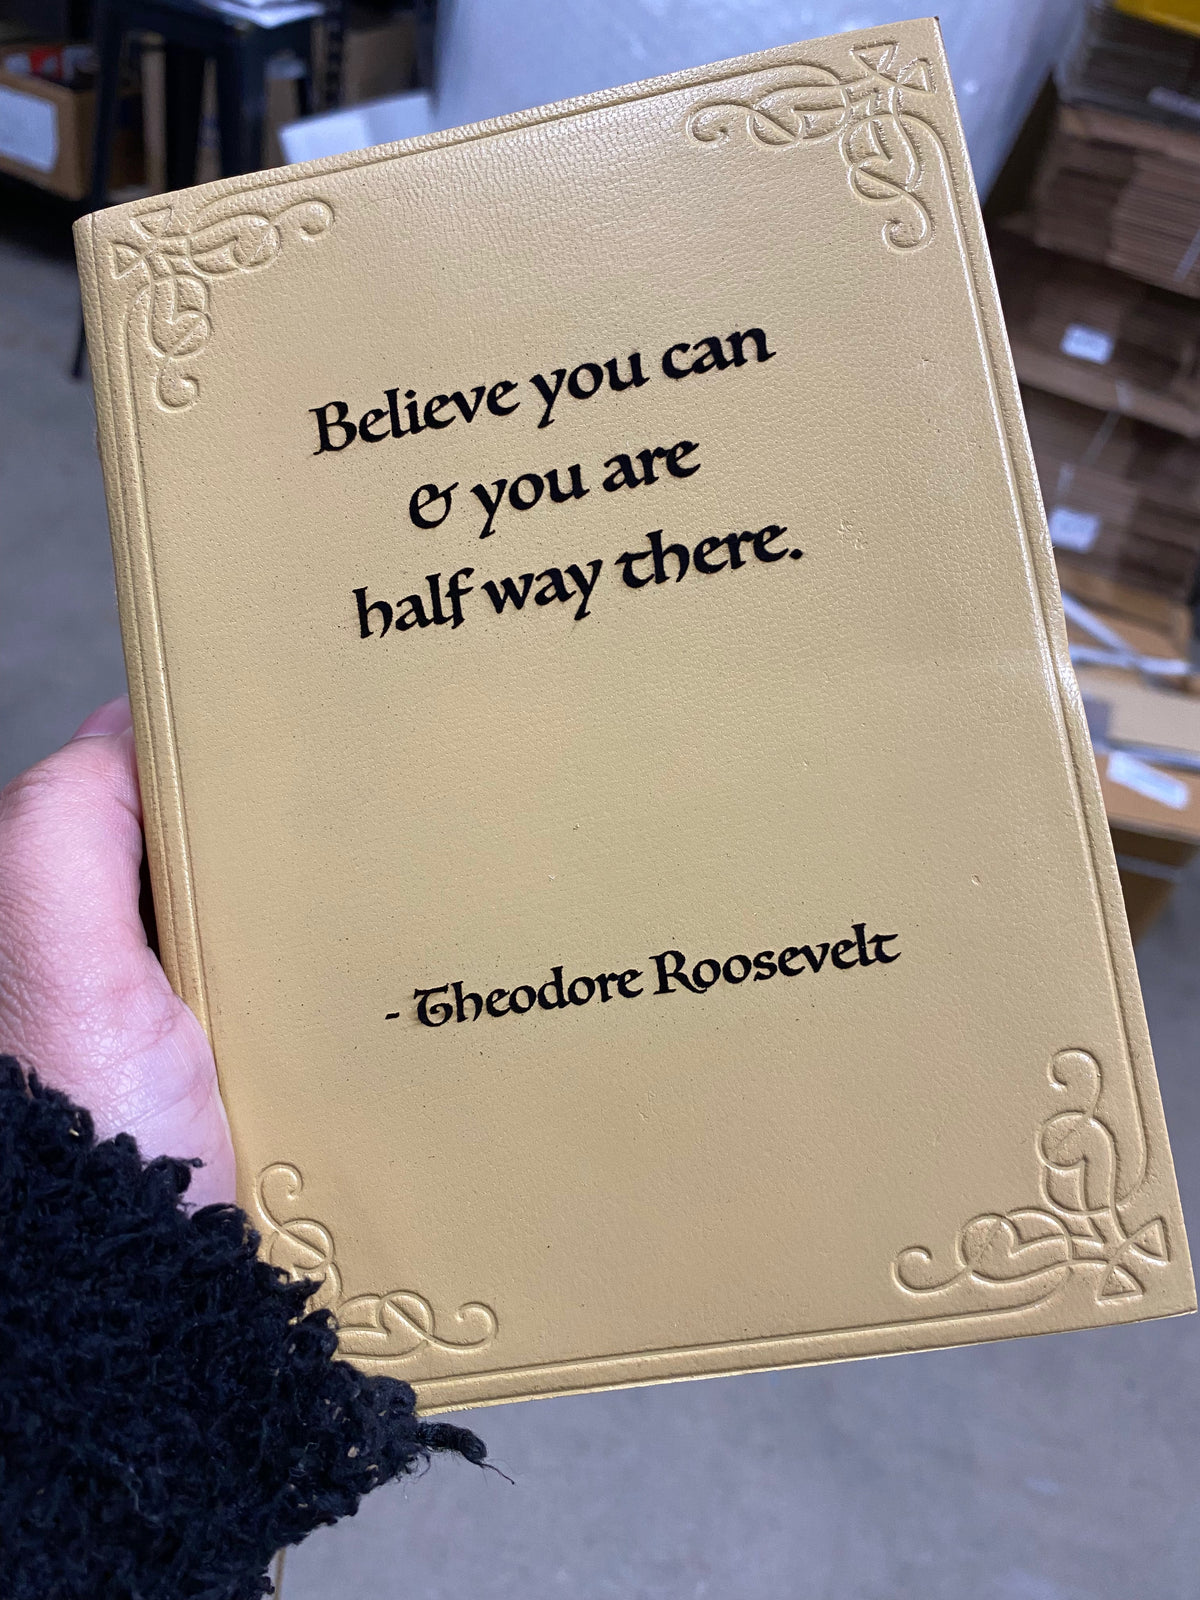 Believe you can
& you are
half way there.
- Theodore Roosevelt